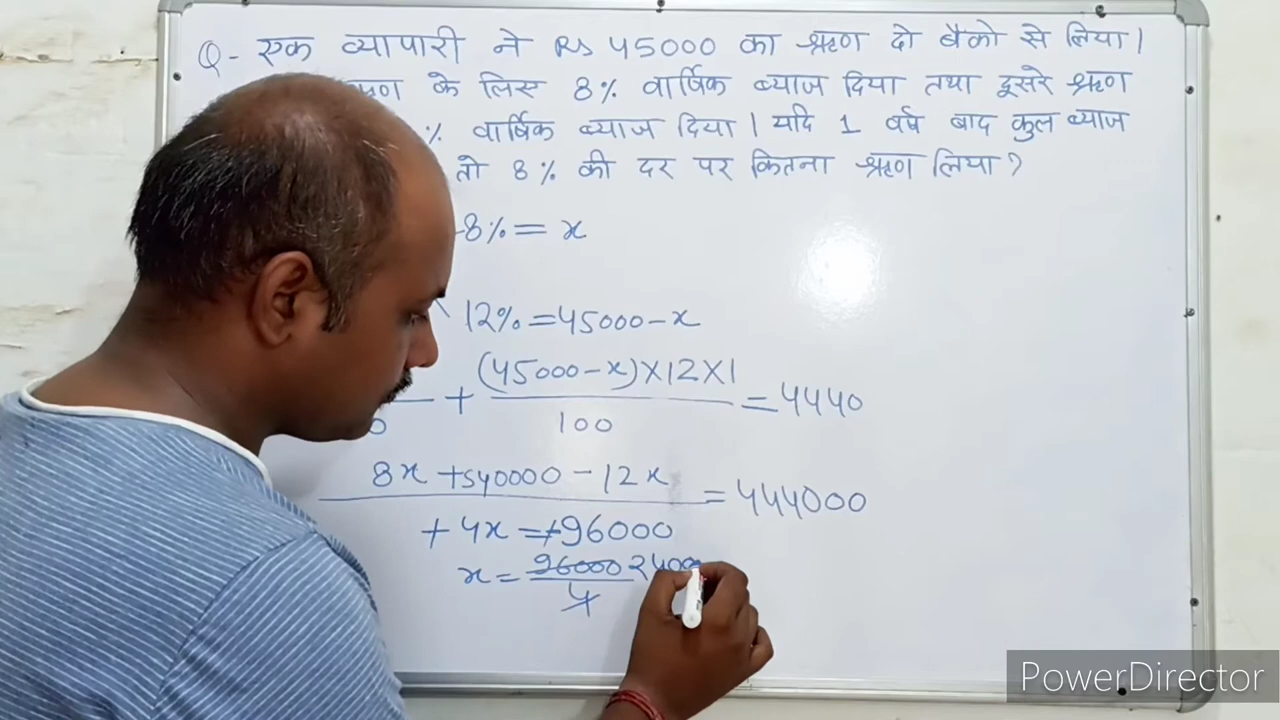 Q- एक व्यापारी ने RS 45000 का ऋण दो बैंको से लिया।
के लिए 8% वार्षिक ब्याज दिया तथा दूसरे ऋण
% वार्षिक ब्याज दिया। यदि 1 वर्ष बाद कुल ब्याज
तो 8% की दर पर कितना ऋण लिया?
8% = x
12% = 45000 - x
+ (45000 - x) X 12 X 1 / 100 = 4440
8x + 540000 - 12x = 444000
+ 4x = +96000
x = 96000 / 4 2400
PowerDirector